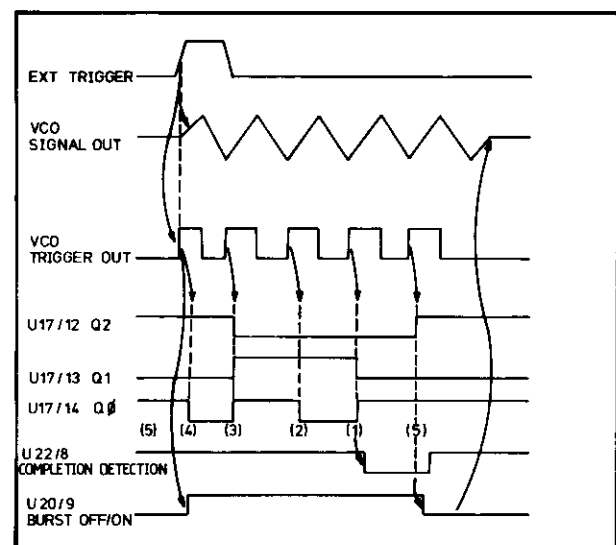 EXT TRIGGER
VCO
SIGNAL OUT
VCO
TRIGGER OUT
U17/12 Q2
U17/13 Q1
U17/14 QØ
(5) (4) (3) (2) (1) (5)
U22/8
COMPLETION DETECTION
U20/9
BURST OFF/ON